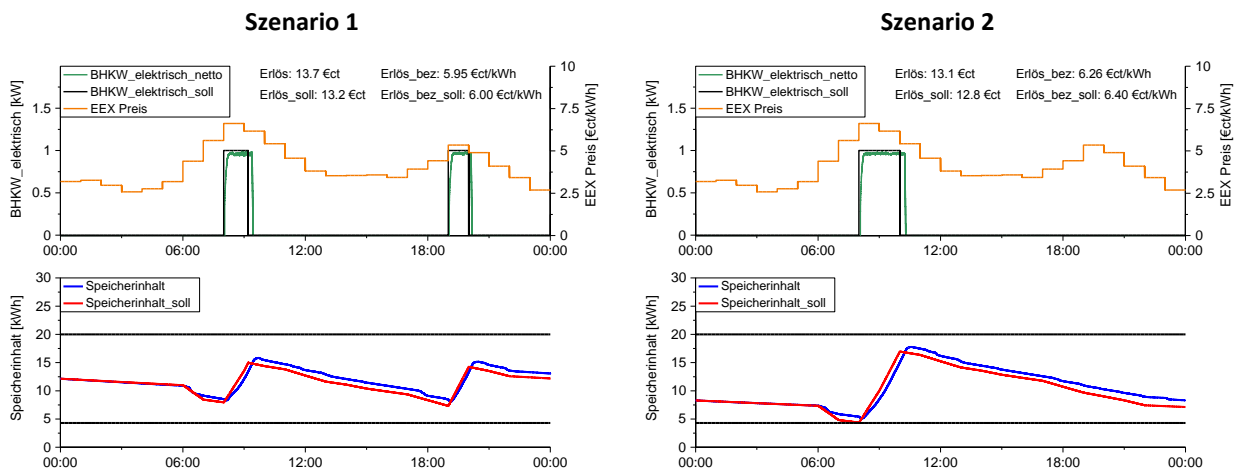 Szenario 1
BHKW_elektrisch_netto
BHKW_elektrisch_soll
EEX Preis
Erlös: 13.7 €ct
Erlös_bez: 5.95 €ct/kWh
Erlös_soll: 13.2 €ct
Erlös_bez_soll: 6.00 €ct/kWh
BHKW_elektrisch [kW]
1.5
1
0.5
0
10
7.5
5
2.5
0
EEX Preis [€ct/kWh]
00:00 06:00 12:00 18:00 00:00
Speicherinhalt
Speicherinhalt_soll
Speicherinhalt [kWh]
30
25
20
15
10
5
0
00:00 06:00 12:00 18:00 00:00
Szenario 2
BHKW_elektrisch_netto
BHKW_elektrisch_soll
EEX Preis
Erlös: 13.1 €ct
Erlös_bez: 6.26 €ct/kWh
Erlös_soll: 12.8 €ct
Erlös_bez_soll: 6.40 €ct/kWh
BHKW_elektrisch [kW]
1.5
1
0.5
0
10
7.5
5
2.5
0
EEX Preis [€ct/kWh]
00:00 06:00 12:00 18:00 00:00
Speicherinhalt
Speicherinhalt_soll
Speicherinhalt [kWh]
30
25
20
15
10
5
0
00:00 06:00 12:00 18:00 00:00